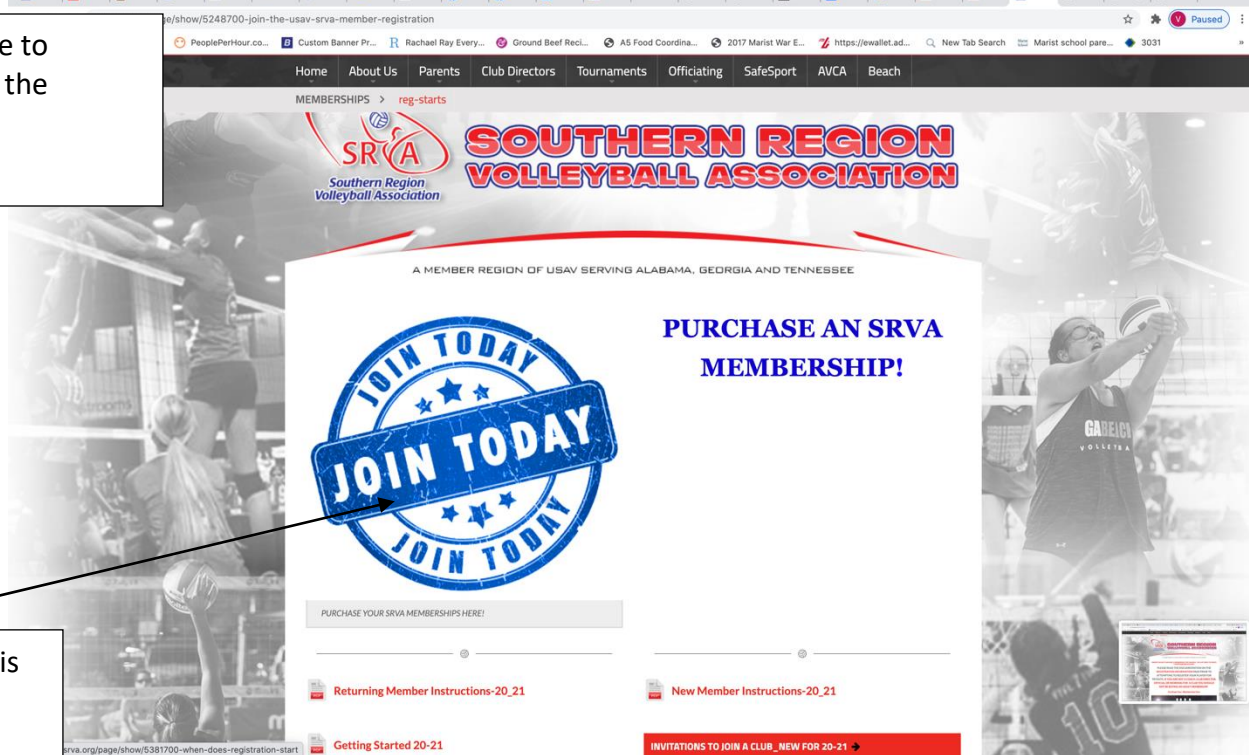 ge/show/5248700-join-the-usav-srva-member-registration
V Paused
PeoplePerHour.co...
B Custom Banner Pr...
R Rachael Ray Every...
Ground Beef Reci...
A5 Food Coordina...
2017 Marist War E...
https://ewallet.ad...
New Tab Search
Marist school pare...
3031
»
e to
the
Home About Us Parents Club Directors Tournaments Officiating SafeSport AVCA Beach
MEMBERSHIPS > reg-starts
SRVA
Southern Region
Volleyball Association
SOUTHERN REGION
VOLLEYBALL ASSOCIATION
A MEMBER REGION OF USAV SERVING ALABAMA, GEORGIA AND TENNESSEE
JOIN TODAY
JOIN TODAY
JOIN TODAY
PURCHASE AN SRVA
MEMBERSHIP!
GABEACH
VOLLEYBA
PURCHASE YOUR SRVA MEMBERSHIPS HERE!
is
Returning Member Instructions-20_21
New Member Instructions-20_21
Getting Started 20-21
INVITATIONS TO JOIN A CLUB_NEW FOR 20-21 →
srva.org/page/show/5381700-when-does-registration-start